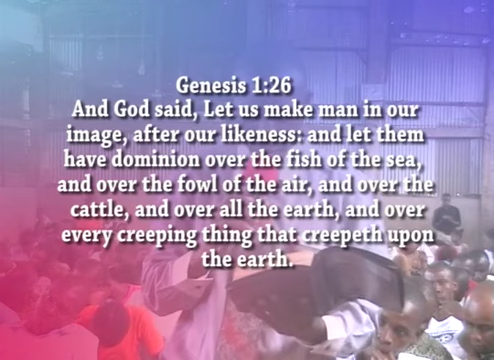 Genesis 1:26
And God said, Let us make man in our
image, after our likeness: and let them
have dominion over the fish of the sea,
and over the fowl of the air, and over the
cattle, and over all the earth, and over
every creeping thing that creepeth upon
the earth.